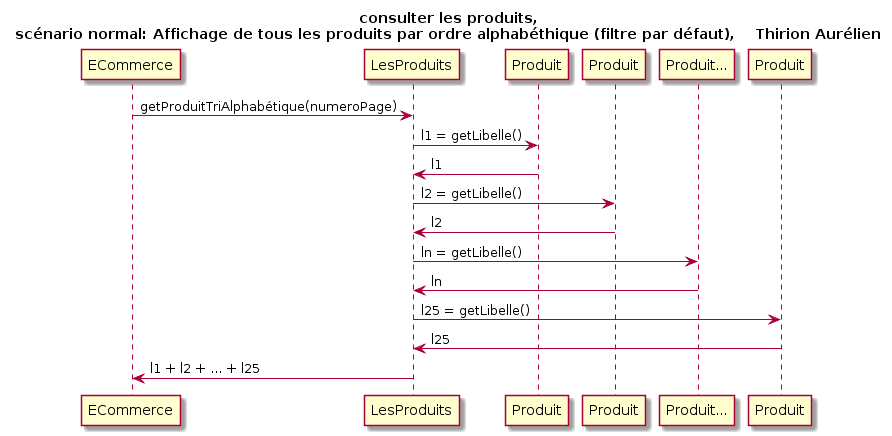 consulter les produits,
scénario normal: Affichage de tous les produits par ordre alphabéthique (filtre par défaut), Thirion Aurélien
ECommerce LesProduits Produit Produit Produit... Produit
getProduitTriAlphabétique(numeroPage)
l1 = getLibelle()
l1
l2 = getLibelle()
l2
ln = getLibelle()
ln
l25 = getLibelle()
l25
l1 + l2 + ... + l25
ECommerce LesProduits Produit Produit Produit... Produit